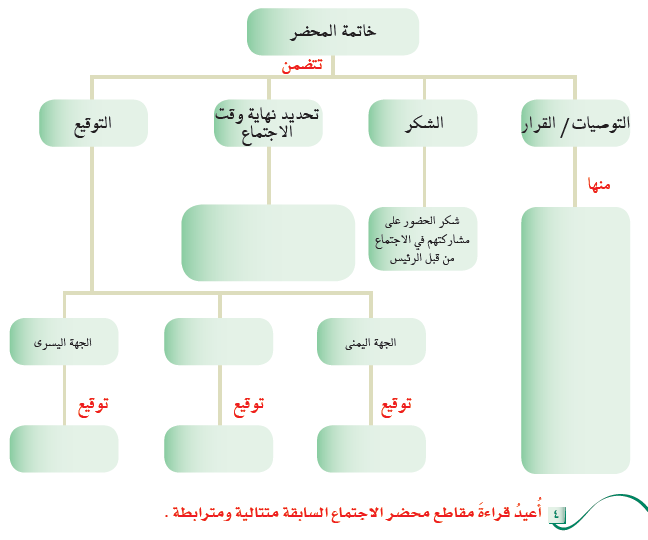 خاتمة المحضر
تتضمن
التوصيات / القرار
الشكر
تحديد نهاية وقت
الاجتماع
التوقيع
منها
شكر الحضور على
مشاركتهم في الاجتماع
من قبل الرئيس
الجهة اليمنى
الجهة اليسرى
توقيع
توقيع
توقيع
٤ أُعيدُ قراءةَ مقاطع محضر الاجتماع السابقة متتالية ومترابطة .